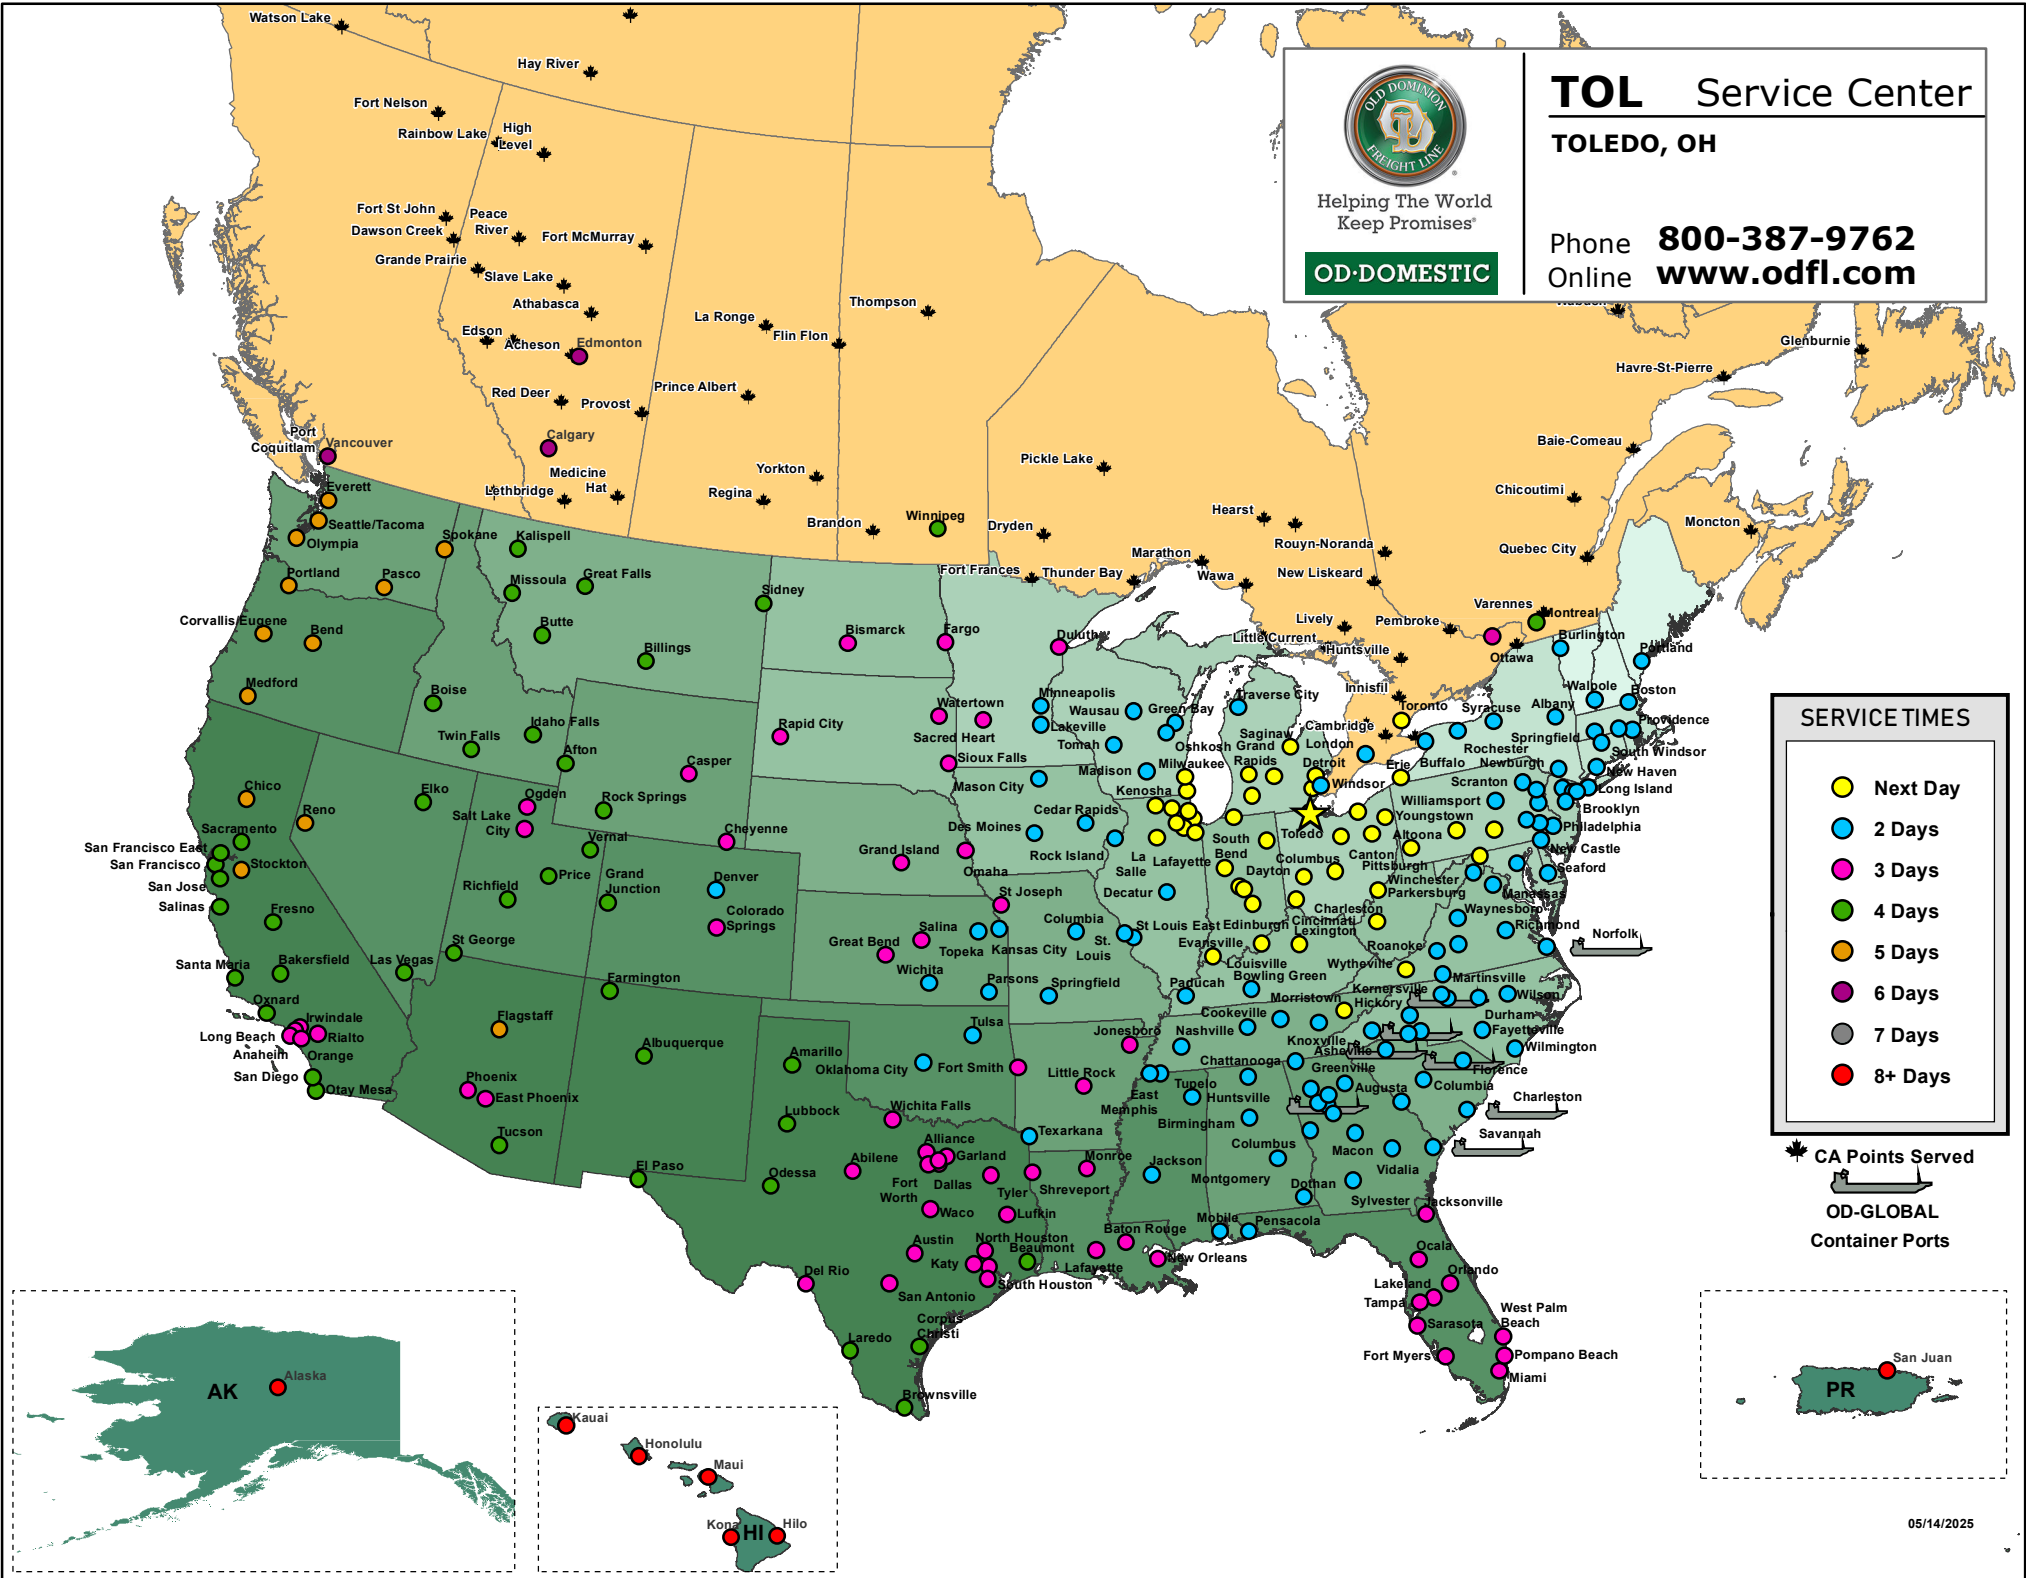 TOL Service Center
TOLEDO, OH
Phone 800-387-9762
Online www.odfl.com
OLD DOMINION
FREIGHT LINE
Helping The World
Keep Promises®
OD·DOMESTIC
Watson Lake
Hay River
Fort Nelson
Rainbow Lake
High
Level
Fort St John
Dawson Creek
Peace
River
Fort McMurray
Grande Prairie
Slave Lake
Athabasca
Edson
Acheson
Edmonton
La Ronge
Flin Flon
Thompson
Glenburnie
Havre-St-Pierre
Red Deer
Provost
Prince Albert
Port
Coquitlam
Vancouver
Calgary
Medicine
Hat
Lethbridge
Yorkton
Regina
Brandon
Winnipeg
Pickle Lake
Dryden
Baie-Comeau
Chicoutimi
Hearst
Moncton
Rouyn-Noranda
Quebec City
Marathon
Fort Frances
Thunder Bay
Wawa
New Liskeard
Varennes
Montreal
Lively
Pembroke
Little Current
Huntsville
Ottawa
Innisfil
Toronto
Cambridge
London
Windsor
Everett
Seattle/Tacoma
Olympia
Spokane
Portland
Pasco
Corvallis/Eugene
Bend
Medford
Kalispell
Missoula
Great Falls
Butte
Billings
Sidney
Boise
Idaho Falls
Twin Falls
Afton
Casper
Rock Springs
Cheyenne
Chico
Reno
Elko
Ogden
Salt Lake
City
Vernal
Price
Richfield
St George
Sacramento
San Francisco East
San Francisco
Stockton
San Jose
Salinas
Fresno
Santa Maria
Bakersfield
Las Vegas
Oxnard
Irwindale
Long Beach
Rialto
Anaheim
Orange
San Diego
Otay Mesa
Grand
Junction
Denver
Colorado
Springs
Farmington
Flagstaff
Albuquerque
Phoenix
East Phoenix
Tucson
El Paso
Bismarck
Fargo
Duluth
Rapid City
Watertown
Sacred Heart
Sioux Falls
Minneapolis
Lakeville
Wausau
Green Bay
Tomah
Oshkosh
Madison
Milwaukee
Kenosha
Mason City
Cedar Rapids
Des Moines
Rock Island
Grand Island
Omaha
St Joseph
Salina
Great Bend
Topeka
Kansas City
Wichita
Parsons
Columbia
St.
Louis
St Louis East
Springfield
La
Salle
Decatur
Lafayette
South
Bend
Traverse City
Saginaw
Grand
Rapids
Detroit
Toledo
Columbus
Dayton
Canton
Youngstown
Pittsburgh
Altoona
Erie
Buffalo
Rochester
Syracuse
Albany
Burlington
Portland
Walpole
Boston
Providence
Springfield
South Windsor
New Haven
Newburgh
Scranton
Long Island
Brooklyn
Williamsport
Philadelphia
New Castle
Seaford
Manassas
Winchester
Parkersburg
Charleston
Cincinnati
Lexington
Edinburgh
Evansville
Louisville
Bowling Green
Paducah
Waynesboro
Richmond
Norfolk
Roanoke
Wytheville
Martinsville
Kernersville
Wilson
Durham
Fayetteville
Wilmington
Hickory
Morristown
Cookeville
Nashville
Knoxville
Asheville
Chattanooga
Greenville
Florence
Columbia
Augusta
Charleston
Savannah
Jonesboro
Little Rock
Fort Smith
Tulsa
Oklahoma City
Amarillo
Lubbock
Wichita Falls
Texarkana
East
Memphis
Tupelo
Huntsville
Birmingham
Columbus
Macon
Vidalia
Montgomery
Dothan
Sylvester
Jackson
Monroe
Shreveport
Alliance
Garland
Abilene
Fort
Worth
Dallas
Tyler
Odessa
Waco
Lufkin
Austin
North Houston
Beaumont
Katy
South Houston
San Antonio
Del Rio
Corpus
Christi
Laredo
Brownsville
Lafayette
Baton Rouge
New Orleans
Mobile
Pensacola
Jacksonville
Ocala
Orlando
Lakeland
Tampa
Sarasota
Fort Myers
West Palm
Beach
Pompano Beach
Miami
AK
Alaska
Kauai
Honolulu
Maui
Kona
HI
Hilo
PR
San Juan
SERVICE TIMES
Next Day
2 Days
3 Days
4 Days
5 Days
6 Days
7 Days
8+ Days
CA Points Served
OD-GLOBAL
Container Ports
05/14/2025